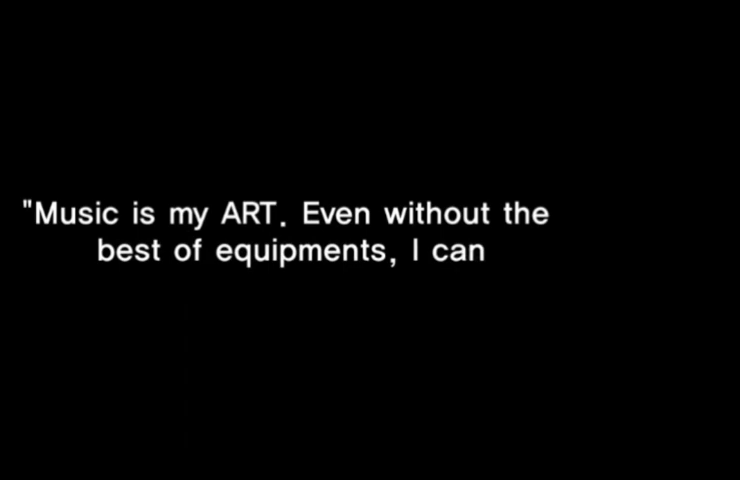 "Music is my ART. Even without the
best of equipments, I can